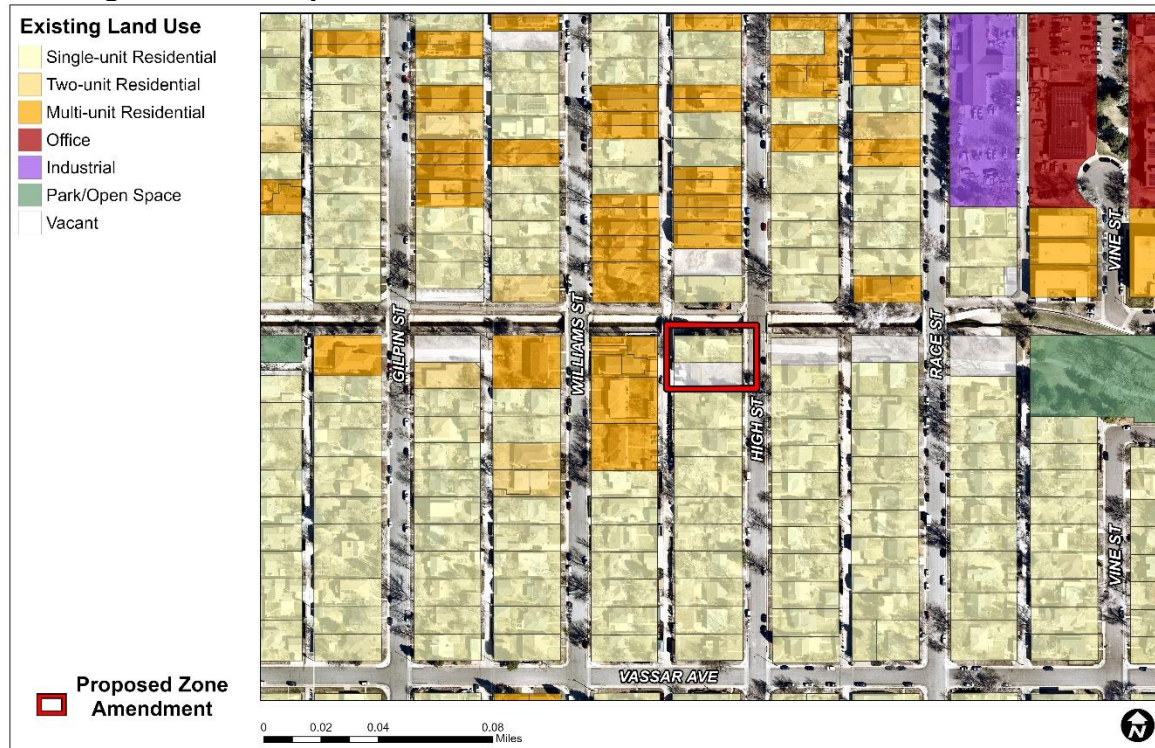 Existing Land Use
Single-unit Residential
Two-unit Residential
Multi-unit Residential
Office
Industrial
Park/Open Space
Vacant
GILPIN ST
WILLIAMS ST
HIGH ST
RACE ST
VINE ST
VINE ST
VASSAR AVE
Proposed Zone
Amendment
0 0.02 0.04 0.08
Miles
N